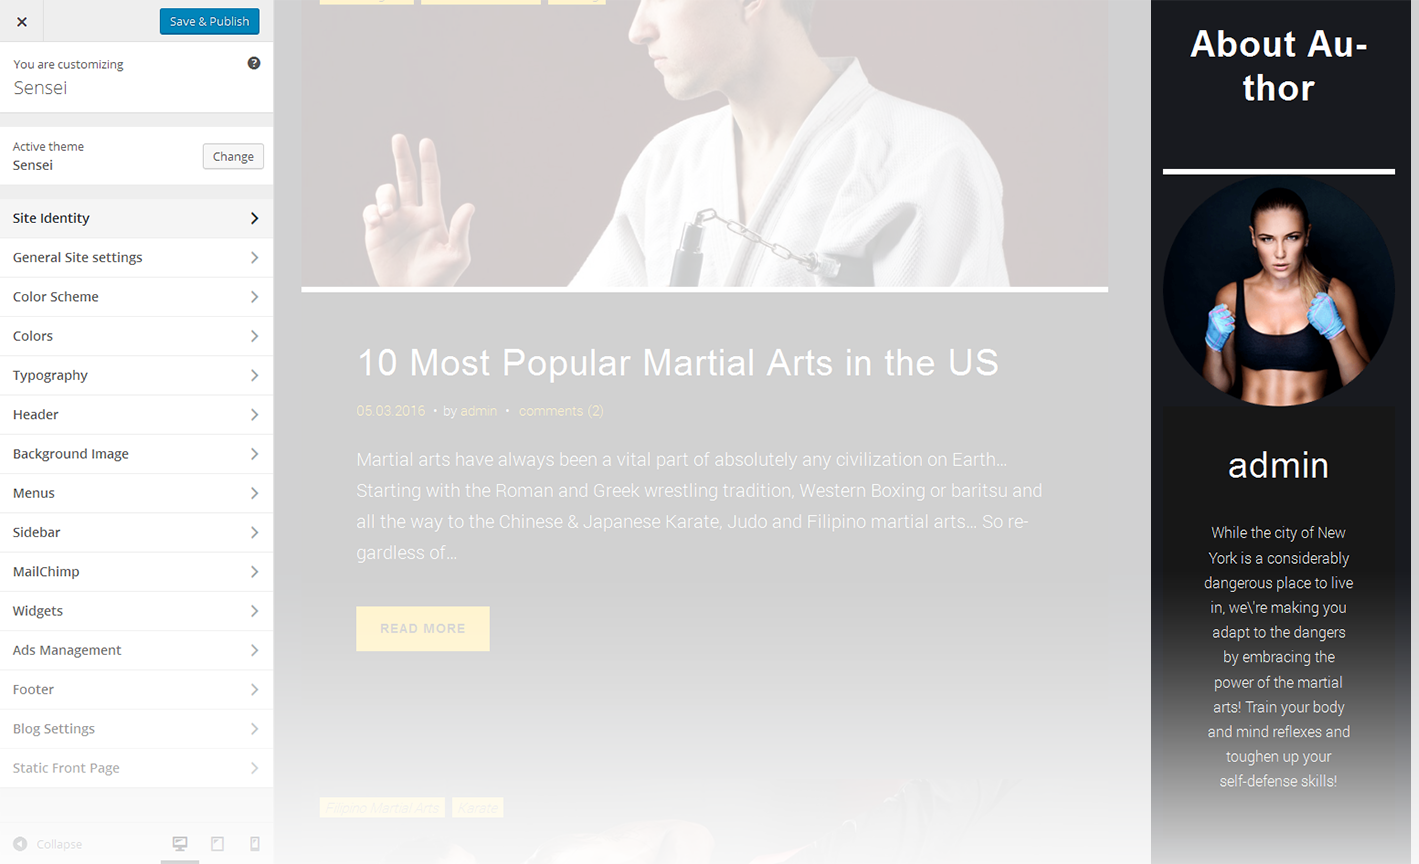 Save & Publish
You are customizing
Sensei
Active theme
Sensei
Change
Site Identity
General Site settings
Color Scheme
Colors
Typography
Header
Background Image
Menus
Sidebar
MailChimp
Widgets
Ads Management
Footer
Blog Settings
Static Front Page
Collapse
10 Most Popular Martial Arts in the US
05.03.2016 • by admin • comments (2)
Martial arts have always been a vital part of absolutely any civilization on Earth...
Starting with the Roman and Greek wrestling tradition, Western Boxing or baritsu and
all the way to the Chinese & Japanese Karate, Judo and Filipino martial arts... So re-
gardless of...
READ MORE
Filipino Martial Arts Karate
About Au-
thor
admin
While the city of New
York is a considerably
dangerous place to live
in, we\'re making you
adapt to the dangers
by embracing the
power of the martial
arts! Train your body
and mind reflexes and
toughen up your
self-defense skills!